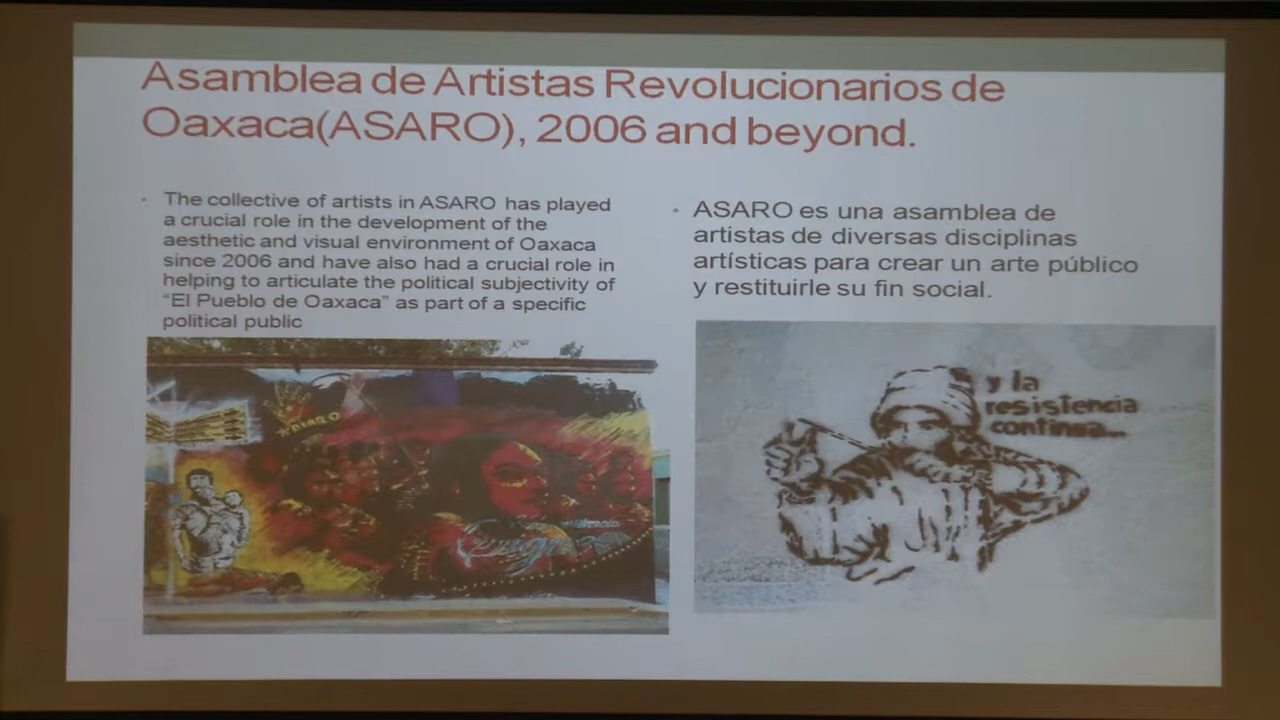 Asamblea de Artistas Revolucionarios de
Oaxaca(ASARO), 2006 and beyond.
The collective of artists in ASARO has played
a crucial role in the development of the
aesthetic and visual environment of Oaxaca
since 2006 and have also had a crucial role in
helping to articulate the political subjectivity of
“El Pueblo de Oaxaca” as part of a specific
political public
ASARO es una asamblea de
artistas de diversas disciplinas
artísticas para crear un arte público
y restituirle su fin social.
ASARO
y la
resistencia
continua...